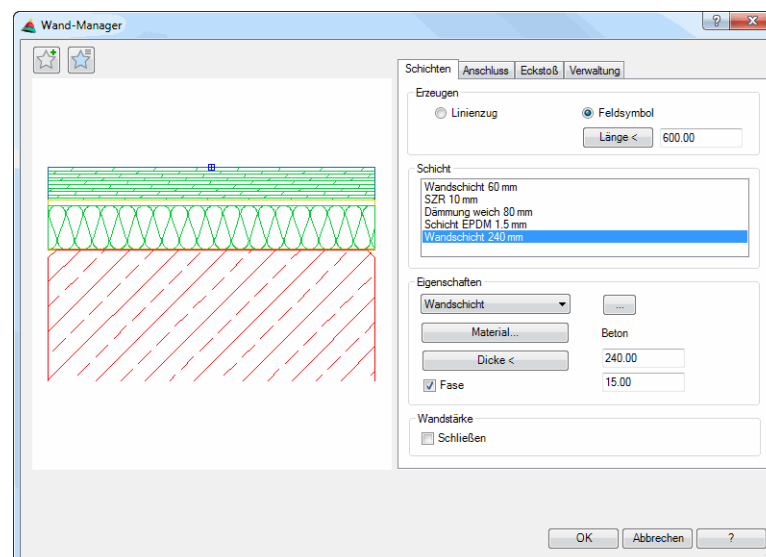 Wand-Manager
Schichten Anschluss Eckstoß Verwaltung
Erzeugen
Linienzug Feldsymbol
Länge < 600.00
Schicht
Wandschicht 60 mm
SZR 10 mm
Dämmung weich 80 mm
Schicht EPDM 1.5 mm
Wandschicht 240 mm
Eigenschaften
Wandschicht ...
Material... Beton
Dicke < 240.00
Fase 15.00
Wandstärke
Schließen
OK Abbrechen ?